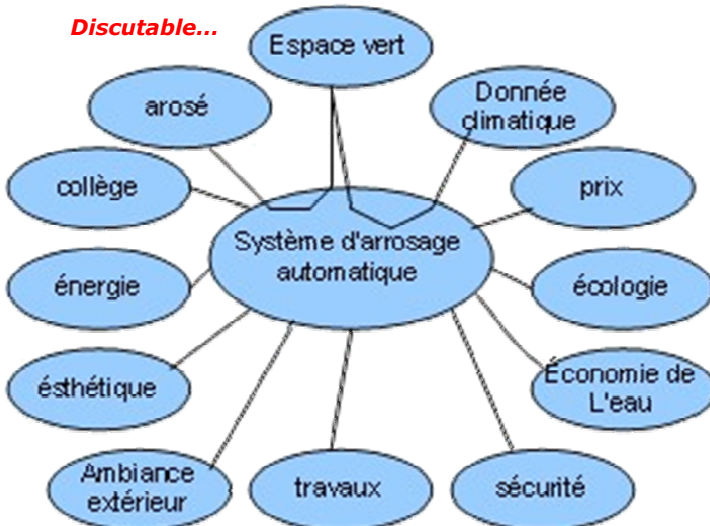 Discutable...
Espace vert
arosé
Donnée
climatique
collège
prix
Système d'arrosage
automatique
énergie
écologie
ésthétique
Économie de
L'eau
Ambiance
extérieur
travaux
sécurité